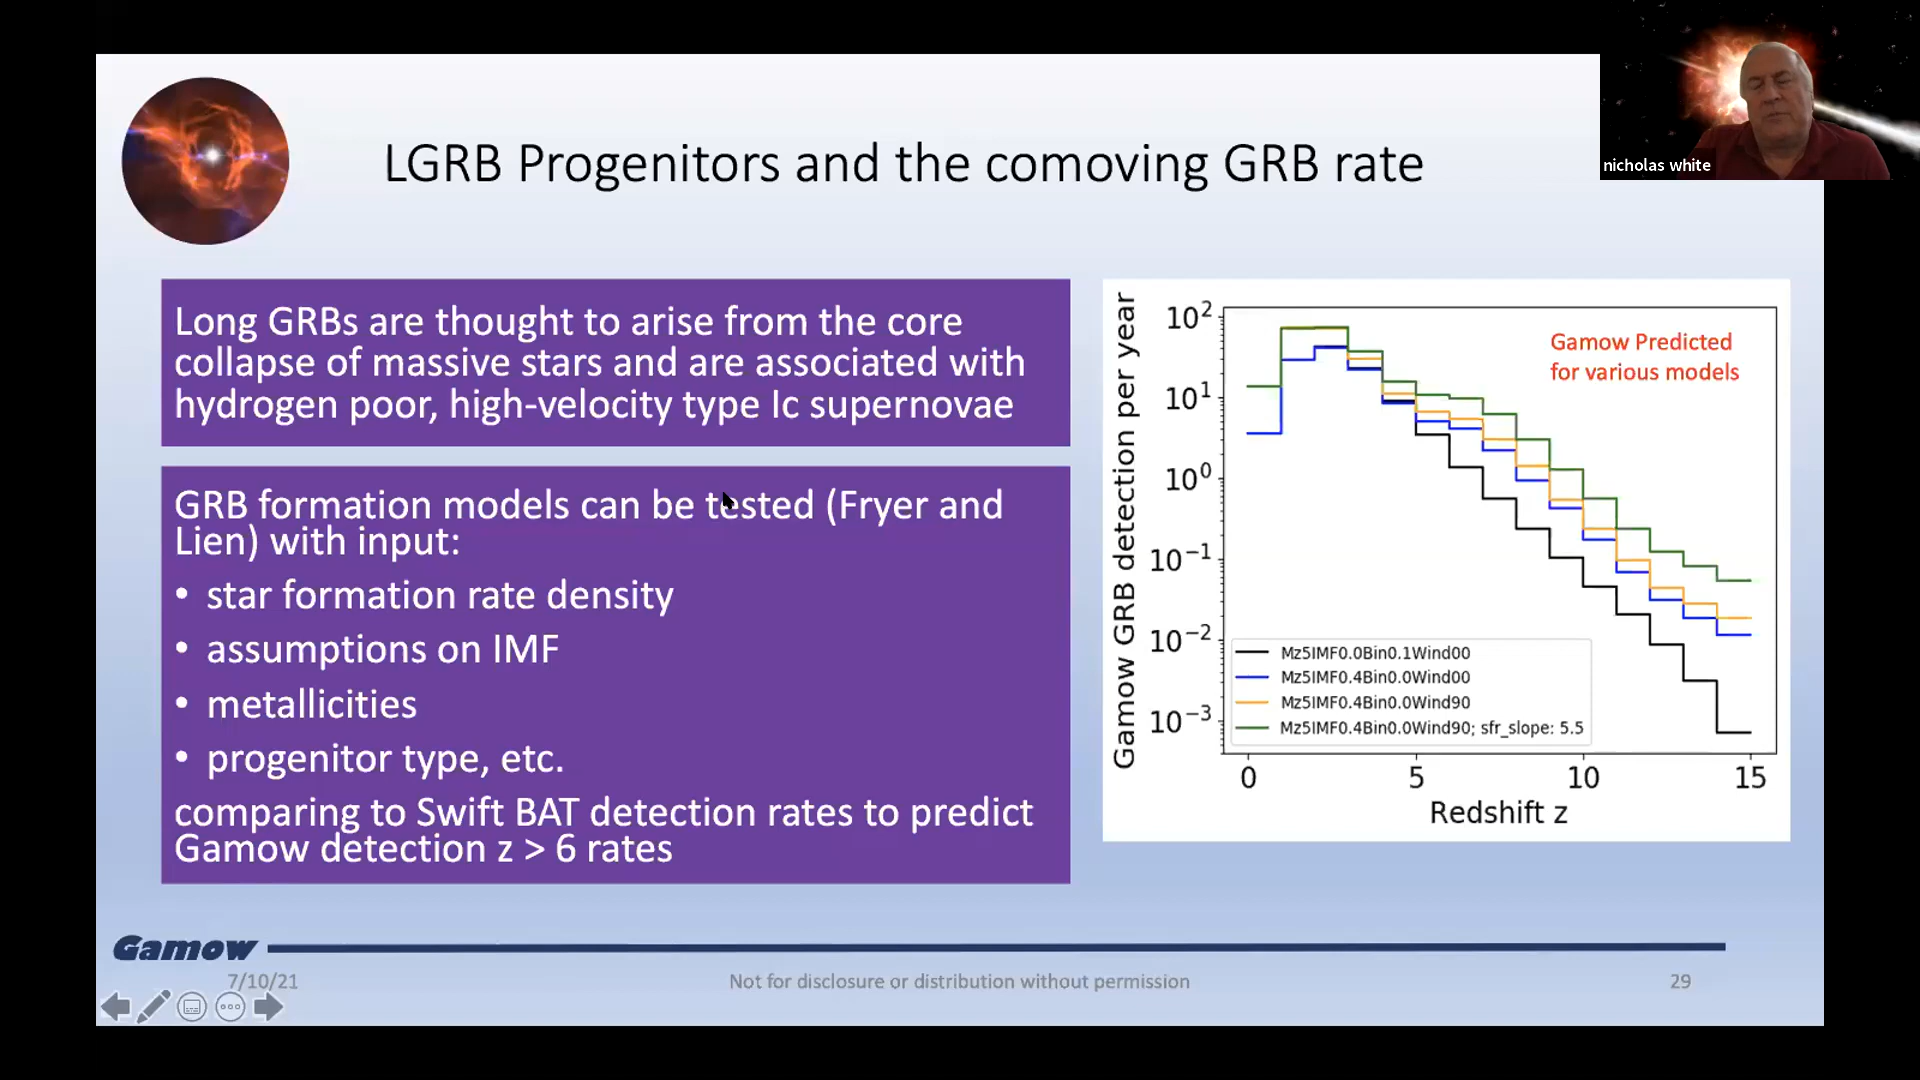 LGRB Progenitors and the comoving GRB rate
nicholas white
Long GRBs are thought to arise from the core
collapse of massive stars and are associated with
hydrogen poor, high-velocity type Ic supernovae
GRB formation models can be tested (Fryer and
Lien) with input:
• star formation rate density
• assumptions on IMF
• metallicities
• progenitor type, etc.
comparing to Swift BAT detection rates to predict
Gamow detection z > 6 rates
Gamow GRB detection per year
10²
10¹
10⁰
10⁻¹
10⁻²
10⁻³
Gamow Predicted
for various models
Mz5IMF0.0Bin0.1Wind00
Mz5IMF0.4Bin0.0Wind00
Mz5IMF0.4Bin0.0Wind90
Mz5IMF0.4Bin0.0Wind90; sfr_slope: 5.5
0 5 10 15
Redshift z
Gamow
7/10/21
Not for disclosure or distribution without permission
29